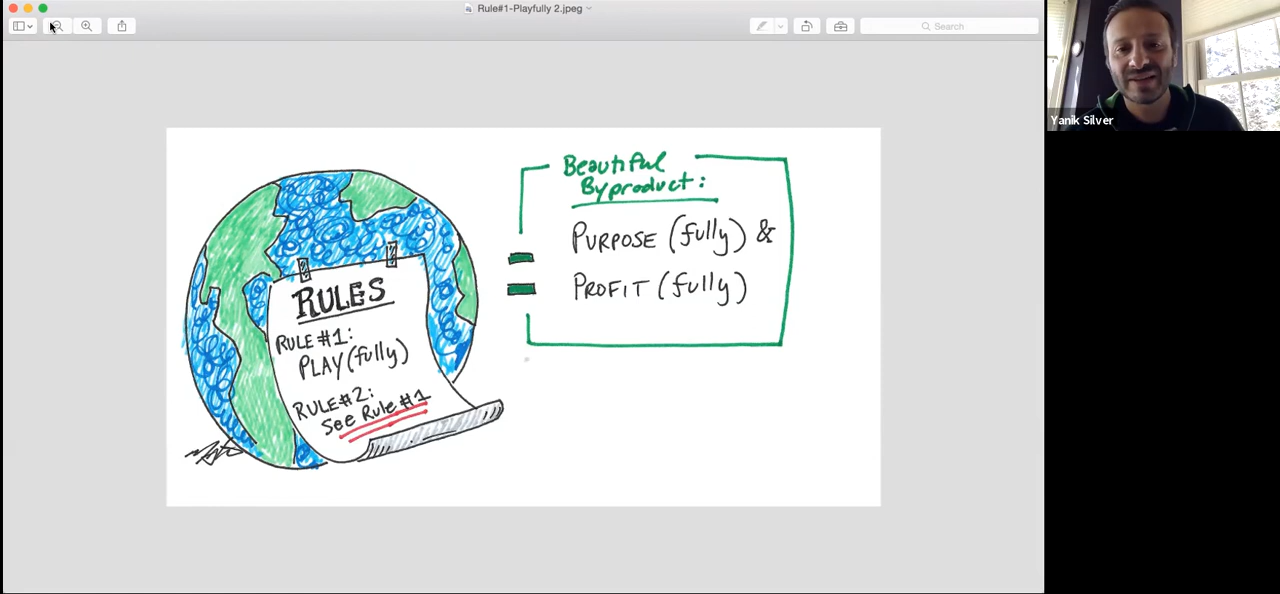 Rule#1-Playfully 2.jpeg
Search
Yanik Silver
RULES
RULE #1:
PLAY(fully)
RULE #2:
See Rule #1
Beautiful
Byproduct:
PURPOSE (fully) &
=
PROFIT (fully)